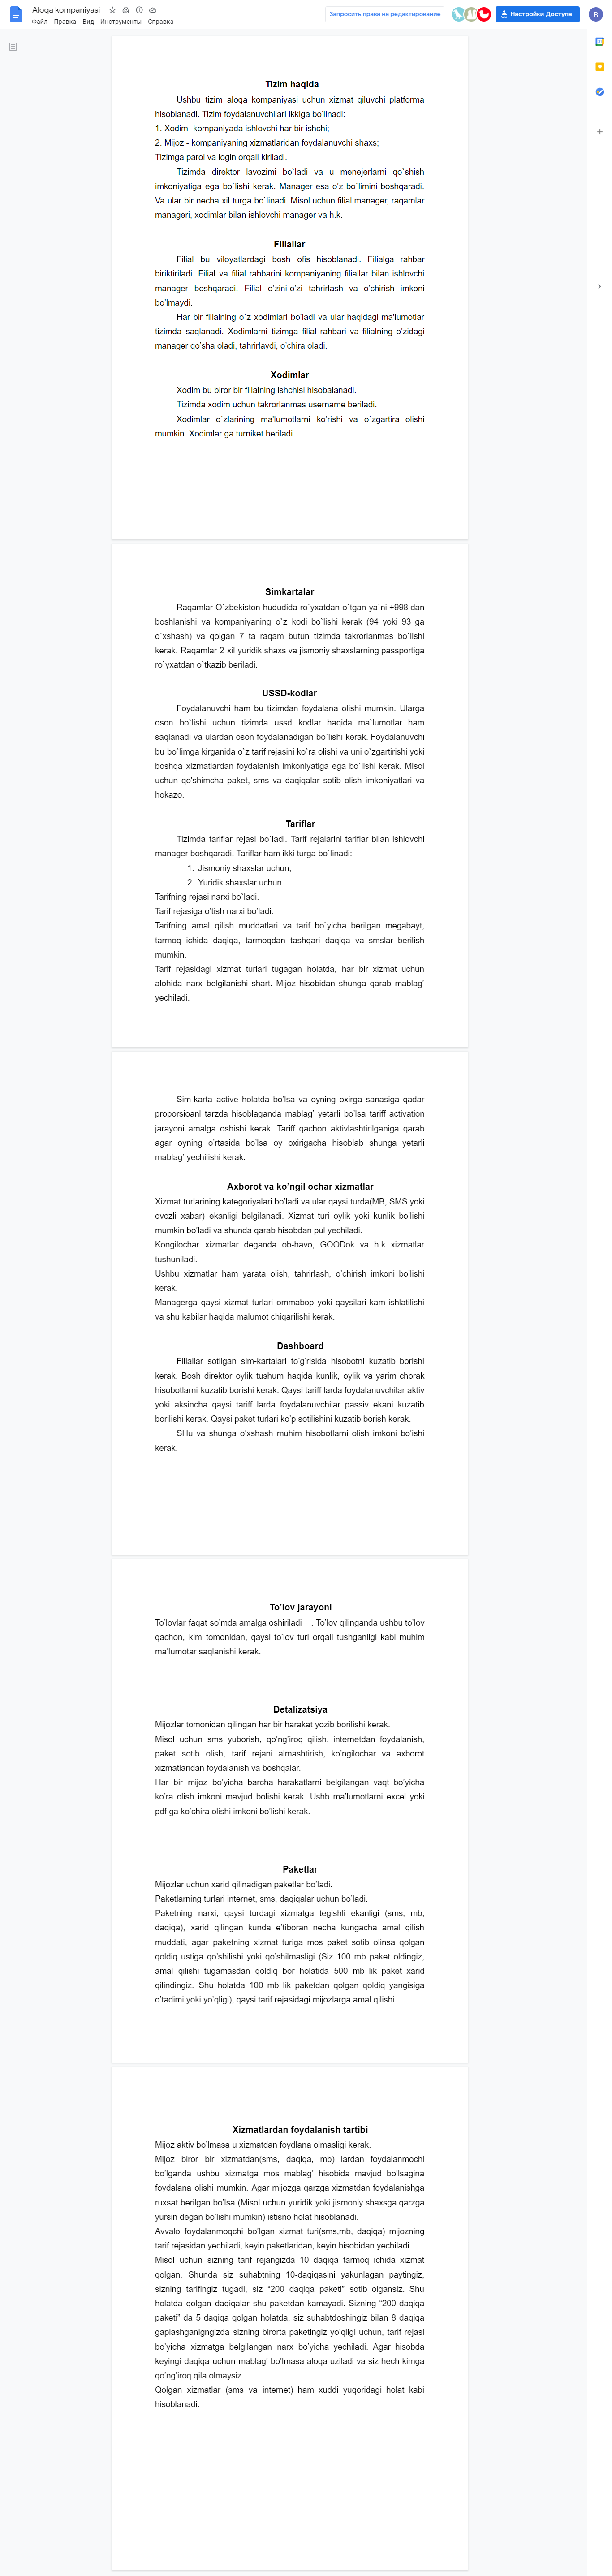 Aloqa kompaniyasi
Файл Правка Вид Инструменты Справка
Запросить права на редактирование
Настройки Доступа
B
Tizim haqida
Ushbu tizim aloqa kompaniyasi uchun xizmat qiluvchi platforma
hisoblanadi. Tizim foydalanuvchilari ikkiga bo`linadi:
1. Xodim- kompaniyada ishlovchi har bir ishchi;
2. Mijoz - kompaniyaning xizmatlaridan foydalanuvchi shaxs;
Tizimga parol va login orqali kiriladi.
Tizimda direktor lavozimi bo`ladi va u menejerlarni qo`shish
imkoniyatiga ega bo`lishi kerak. Manager esa o'z bo`limini boshqaradi.
Va ular bir necha xil turga bo`linadi. Misol uchun filial manager, raqamlar
manageri, xodimlar bilan ishlovchi manager va h.k.
Filiallar
Filial bu viloyatlardagi bosh ofis hisoblanadi. Filialga rahbar
biriktiriladi. Filial va filial rahbarini kompaniyaning filiallar bilan ishlovchi
manager boshqaradi. Filial o’zini-o’zi tahrirlash va o’chirish imkoni
bo’lmaydi.
Har bir filialning o`z xodimlari bo’ladi va ular haqidagi ma'lumotlar
tizimda saqlanadi. Xodimlarni tizimga filial rahbari va filialning o’zidagi
manager qo’sha oladi, tahrirlaydi, o’chira oladi.
Xodimlar
Xodim bu biror bir filialning ishchisi hisobalanadi.
Tizimda xodim uchun takrorlanmas username beriladi.
Xodimlar o`zlarining ma'lumotlarni ko’rishi va o`zgartira olishi
mumkin. Xodimlar ga turniket beriladi.
Simkartalar
Raqamlar O`zbekiston hududida ro`yxatdan o`tgan ya`ni +998 dan
boshlanishi va kompaniyaning o`z kodi bo`lishi kerak (94 yoki 93 ga
o`xshash) va qolgan 7 ta raqam butun tizimda takrorlanmas bo`lishi
kerak. Raqamlar 2 xil yuridik shaxs va jismoniy shaxslarning passportiga
ro`yxatdan o`tkazib beriladi.
USSD-kodlar
Foydalanuvchi ham bu tizimdan foydalana olishi mumkin. Ularga
oson bo`lishi uchun tizimda ussd kodlar haqida ma`lumotlar ham
saqlanadi va ulardan oson foydalanadigan bo`lishi kerak. Foydalanuvchi
bu bo`limga kirganida o`z tarif rejasini ko`ra olishi va uni o`zgartirishi yoki
boshqa xizmatlardan foydalanish imkoniyatiga ega bo`lishi kerak. Misol
uchun qo'shimcha paket, sms va daqiqalar sotib olish imkoniyatlari va
hokazo.
Tariflar
Tizimda tariflar rejasi bo`ladi. Tarif rejalarini tariflar bilan ishlovchi
manager boshqaradi. Tariflar ham ikki turga bo`linadi:
1. Jismoniy shaxslar uchun;
2. Yuridik shaxslar uchun.
Tarifning rejasi narxi bo`ladi.
Tarif rejasiga o’tish narxi bo’ladi.
Tarifning amal qilish muddatlari va tarif bo`yicha berilgan megabayt,
tarmoq ichida daqiqa, tarmoqdan tashqari daqiqa va smslar berilish
mumkin.
Tarif rejasidagi xizmat turlari tugagan holatda, har bir xizmat uchun
alohida narx belgilanishi shart. Mijoz hisobidan shunga qarab mablag’
yechiladi.
Sim-karta active holatda bo’lsa va oyning oxirga sanasiga qadar
proporsioanl tarzda hisoblaganda mablag’ yetarli bo’lsa tariff activation
jarayoni amalga oshishi kerak. Tariff qachon aktivlashtirilganiga qarab
agar oyning o’rtasida bo’lsa oy oxirigacha hisoblab shunga yetarli
mablag’ yechilishi kerak.
Axborot va ko’ngil ochar xizmatlar
Xizmat turlarining kategoriyalari bo’ladi va ular qaysi turda(MB, SMS yoki
ovozli xabar) ekanligi belgilanadi. Xizmat turi oylik yoki kunlik bo’lishi
mumkin bo’ladi va shunda qarab hisobdan pul yechiladi.
Kongilochar xizmatlar deganda ob-havo, GOODok va h.k xizmatlar
tushuniladi.
Ushbu xizmatlar ham yarata olish, tahrirlash, o’chirish imkoni bo’lishi
kerak.
Managerga qaysi xizmat turlari ommabop yoki qaysilari kam ishlatilishi
va shu kabilar haqida malumot chiqarilishi kerak.
Dashboard
Filiallar sotilgan sim-kartalari to’g’risida hisobotni kuzatib borishi
kerak. Bosh direktor oylik tushum haqida kunlik, oylik va yarim chorak
hisobotlarni kuzatib borishi kerak. Qaysi tariff larda foydalanuvchilar aktiv
yoki aksincha qaysi tariff larda foydalanuvchilar passiv ekani kuzatib
borilishi kerak. Qaysi paket turlari ko’p sotilishini kuzatib borish kerak.
SHu va shunga o’xshash muhim hisobotlarni olish imkoni bo’ishi
kerak.
To’lov jarayoni
To’lovlar faqat so’mda amalga oshiriladi . To’lov qilinganda ushbu to’lov
qachon, kim tomonidan, qaysi to’lov turi orqali tushganligi kabi muhim
ma’lumotar saqlanishi kerak.
Detalizatsiya
Mijozlar tomonidan qilingan har bir harakat yozib borilishi kerak.
Misol uchun sms yuborish, qo’ng’iroq qilish, internetdan foydalanish,
paket sotib olish, tarif rejani almashtirish, ko’ngilochar va axborot
xizmatlaridan foydalanish va boshqalar.
Har bir mijoz bo’yicha barcha harakatlarni belgilangan vaqt bo’yicha
ko’ra olish imkoni mavjud bolishi kerak. Ushb ma’lumotlarni excel yoki
pdf ga ko’chira olishi imkoni bo’lishi kerak.
Paketlar
Mijozlar uchun xarid qilinadigan paketlar bo’ladi.
Paketlarning turlari internet, sms, daqiqalar uchun bo’ladi.
Paketning narxi, qaysi turdagi xizmatga tegishli ekanligi (sms, mb,
daqiqa), xarid qilingan kunda e’tiboran necha kungacha amal qilish
muddati, agar paketning xizmat turiga mos paket sotib olinsa qolgan
qoldiq ustiga qo’shilishi yoki qo’shilmasligi (Siz 100 mb paket oldingiz,
amal qilishi tugamasdan qoldiq bor holatida 500 mb lik paket xarid
qilindingiz. Shu holatda 100 mb lik paketdan qolgan qoldiq yangisiga
o’tadimi yoki yo’qligi), qaysi tarif rejasidagi mijozlarga amal qilishi
Xizmatlardan foydalanish tartibi
Mijoz aktiv bo’lmasa u xizmatdan foydlana olmasligi kerak.
Mijoz biror bir xizmatdan(sms, daqiqa, mb) lardan foydalanmochi
bo’lganda ushbu xizmatga mos mablag’ hisobida mavjud bo’lsagina
foydalana olishi mumkin. Agar mijozga qarzga xizmatdan foydalanishga
ruxsat berilgan bo’lsa (Misol uchun yuridik yoki jismoniy shaxsga qarzga
yursin degan bo’lishi mumkin) istisno holat hisoblanadi.
Avvalo foydalanmoqchi bo’lgan xizmat turi(sms,mb, daqiqa) mijozning
tarif rejasidan yechiladi, keyin paketlaridan, keyin hisobidan yechiladi.
Misol uchun sizning tarif rejangizda 10 daqiqa tarmoq ichida xizmat
qolgan. Shunda siz suhabtning 10-daqiqasini yakunlagan paytingiz,
sizning tarifingiz tugadi, siz “200 daqiqa paketi” sotib olgansiz. Shu
holatda qolgan daqiqalar shu paketdan kamayadi. Sizning “200 daqiqa
paketi” da 5 daqiqa qolgan holatda, siz suhabtdoshingiz bilan 8 daqiqa
gaplashganigngizda sizning birorta paketingiz yo’qligi uchun, tarif rejasi
bo’yicha xizmatga belgilangan narx bo’yicha yechiladi. Agar hisobda
keyingi daqiqa uchun mablag’ bo’lmasa aloqa uziladi va siz hech kimga
qo’ng’iroq qila olmaysiz.
Qolgan xizmatlar (sms va internet) ham xuddi yuqoridagi holat kabi
hisoblanadi.